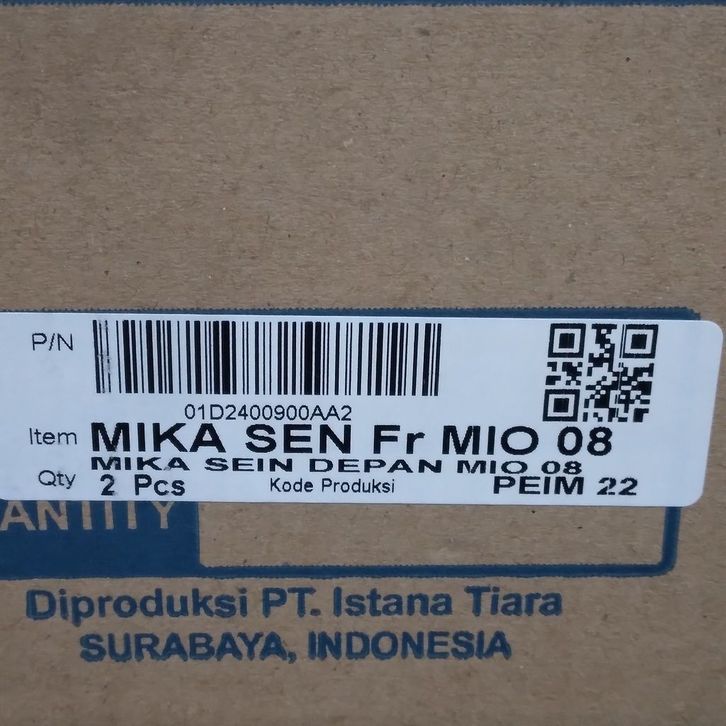 P/N
01D2400900AA2
Item MIKA SEN Fr MIO 08
MIKA SEIN DEPAN MIO 08
Qty 2 Pcs Kode Produksi PEIM 22
ANTITY
Diproduksi PT. Istana Tiara
SURABAYA, INDONESIA